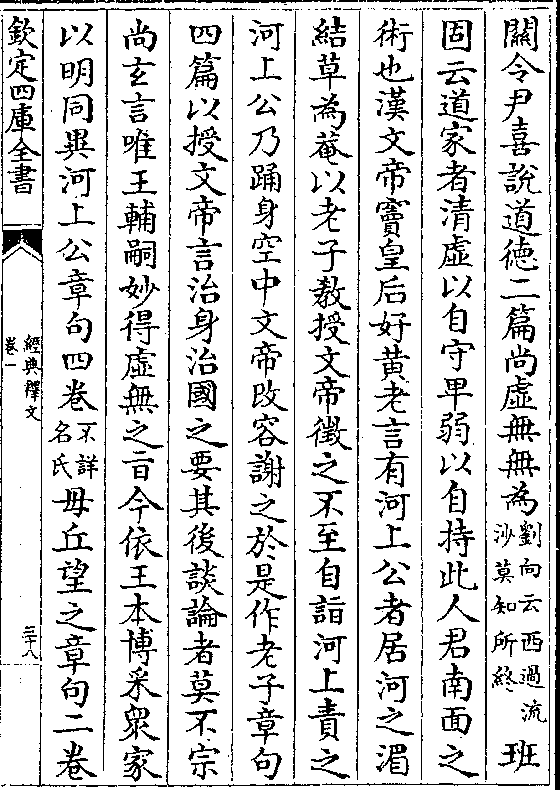 關令尹喜說道德二篇尚虛無無為劉向云西過流沙莫知所終班
固云道家者清虛以自守卑弱以自持此人君南面之
術也漢文帝竇皇后好黃老言有河上公者居河之湄
結草為菴以老子教授文帝徵之不至自詣河上責之
河上公乃踊身空中文帝改容謝之於是作老子章句
四篇以授文帝言治身治國之要其後談論者莫不宗
尚玄言唯王輔嗣妙得虛無之旨今依王本博采衆家
以明同異河上公章句四卷不詳名氏毋丘望之章句二卷
欽定四庫全書
經典釋文
卷一
三十八